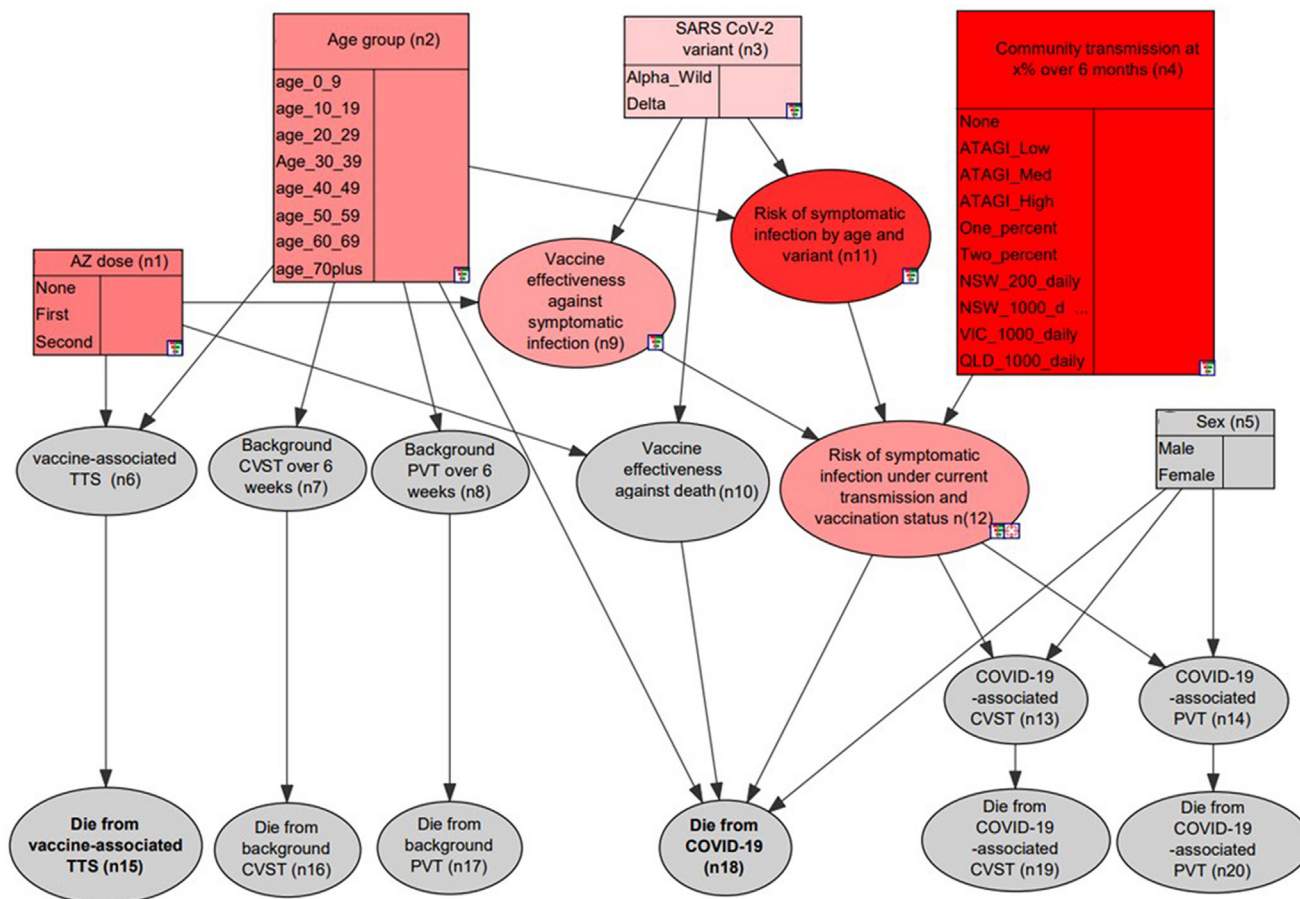 Age group (n2)
age_0_9
age_10_19
age_20_29
Age_30_39
age_40_49
age_50_59
age_60_69
age_70plus
SARS CoV-2
variant (n3)
Alpha_Wild
Delta
Community transmission at
x% over 6 months (n4)
None
ATAGI_Low
ATAGI_Med
ATAGI_High
One_percent
Two_percent
NSW_200_daily
NSW_1000_d ...
VIC_1000_daily
QLD_1000_daily
AZ dose (n1)
None
First
Second
Vaccine
effectiveness
against
symptomatic
infection (n9)
Risk of symptomatic
infection by age and
variant (n11)
vaccine-associated
TTS (n6)
Background
CVST over 6
weeks (n7)
Background
PVT over 6
weeks (n8)
Vaccine
effectiveness
against death (n10)
Risk of symptomatic
infection under current
transmission and
vaccination status n(12)
Sex (n5)
Male
Female
COVID-19
-associated
CVST (n13)
COVID-19
-associated
PVT (n14)
Die from
vaccine-associated
TTS (n15)
Die from
background
CVST (n16)
Die from
background
PVT (n17)
Die from
COVID-19
(n18)
Die from
COVID-19
-associated
CVST (n19)
Die from
COVID-19
-associated
PVT (n20)